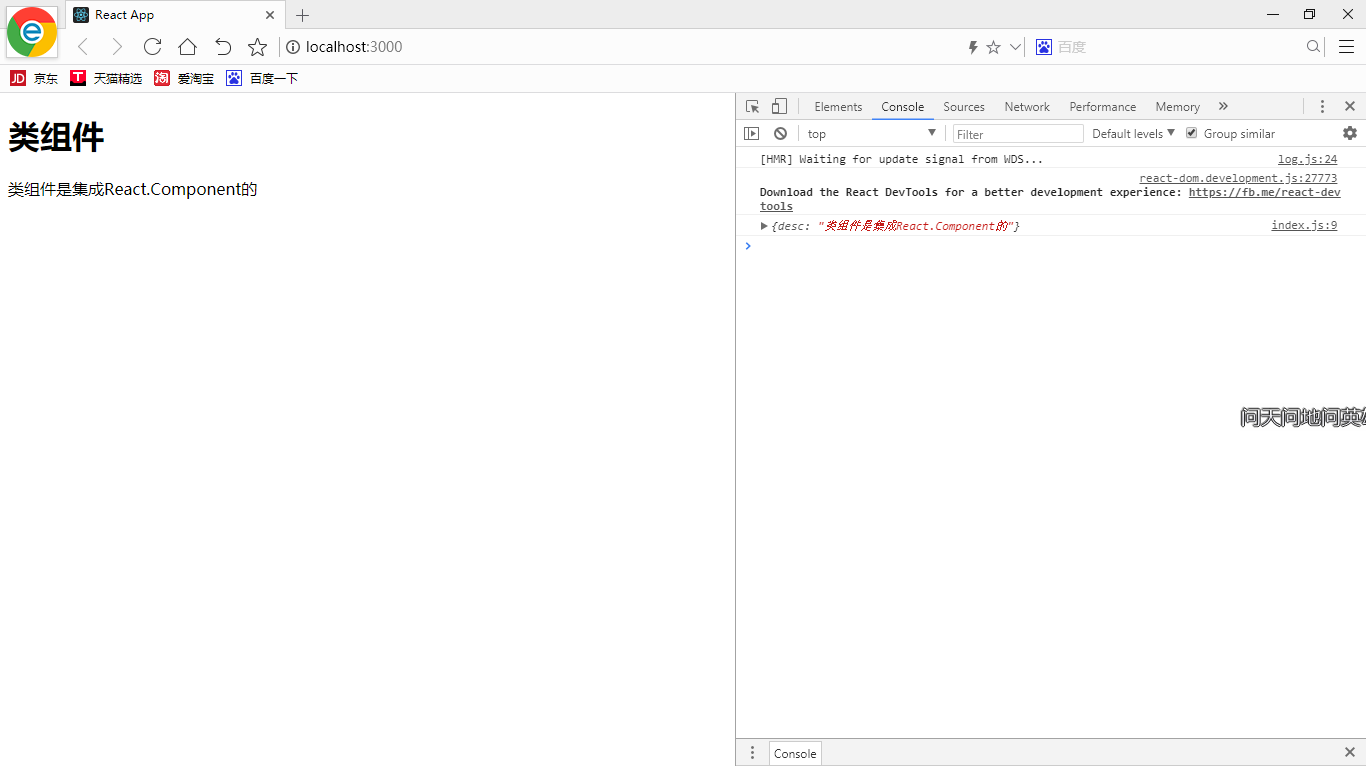 React App
localhost:3000
百度
JD 京东 T 天猫精选 淘 爱淘宝 百度一下
类组件
类组件是集成React.Component的
Elements Console Sources Network Performance Memory »
top Filter Default levels Group similar
[HMR] Waiting for update signal from WDS... log.js:24
react-dom.development.js:27773
Download the React DevTools for a better development experience: https://fb.me/react-dev
tools
{desc: "类组件是集成React.Component的"} index.js:9
问天问地问英
Console